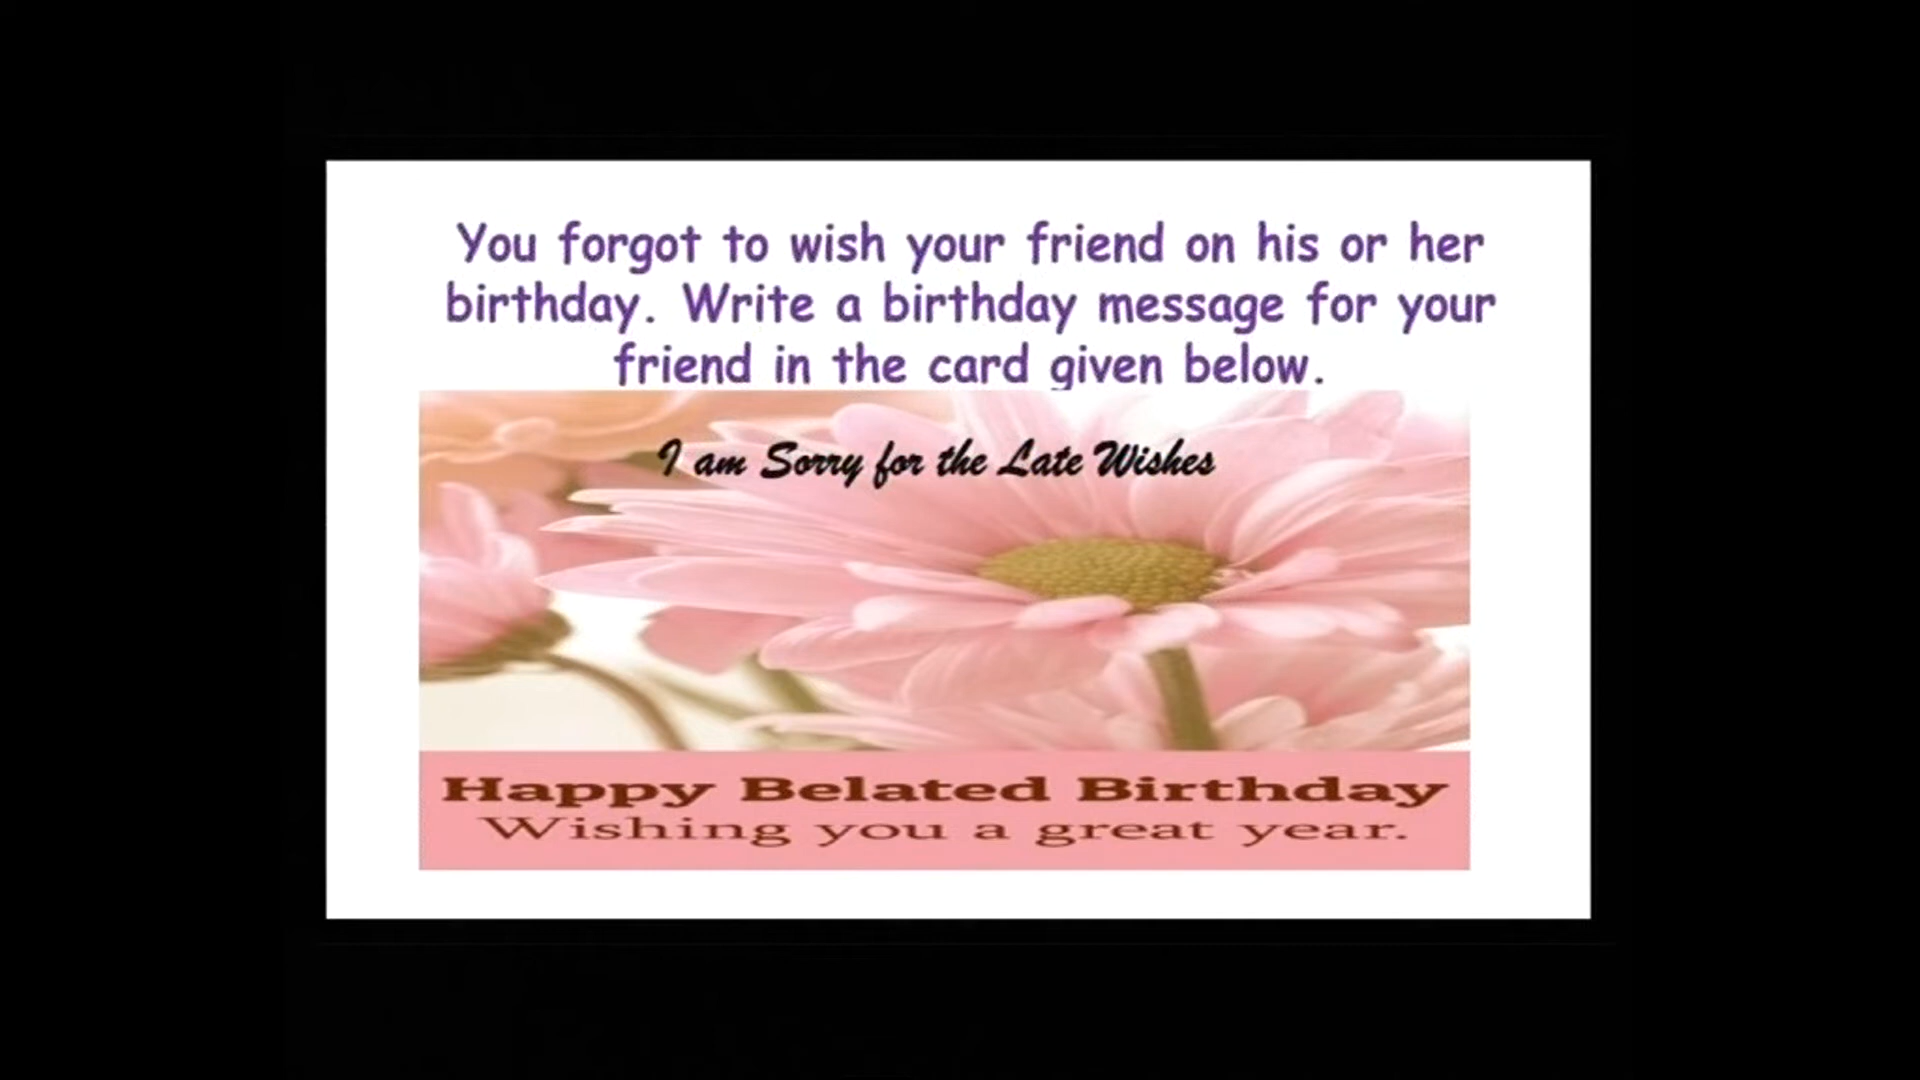 You forgot to wish your friend on his or her
birthday. Write a birthday message for your
friend in the card given below.
I am Sorry for the Late Wishes
Happy Belated Birthday
Wishing you a great year.